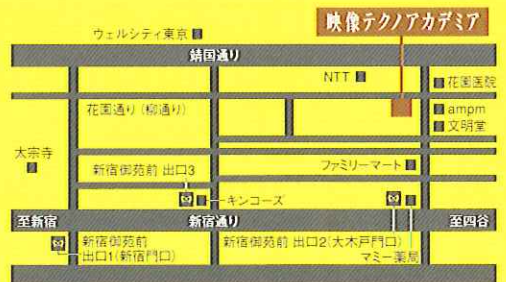 映像テクノアカデミア
ウェルシティ東京
靖国通り
NTT
花園医院
花園通り（柳通り）
ampm
文明堂
大宗寺
新宿御苑前 出口3
ファミリーマート
キンコーズ
至新宿
新宿通り
至四谷
新宿御苑前
出口1（新宿門口）
新宿御苑前 出口2（大木戸門口）
マミー薬局